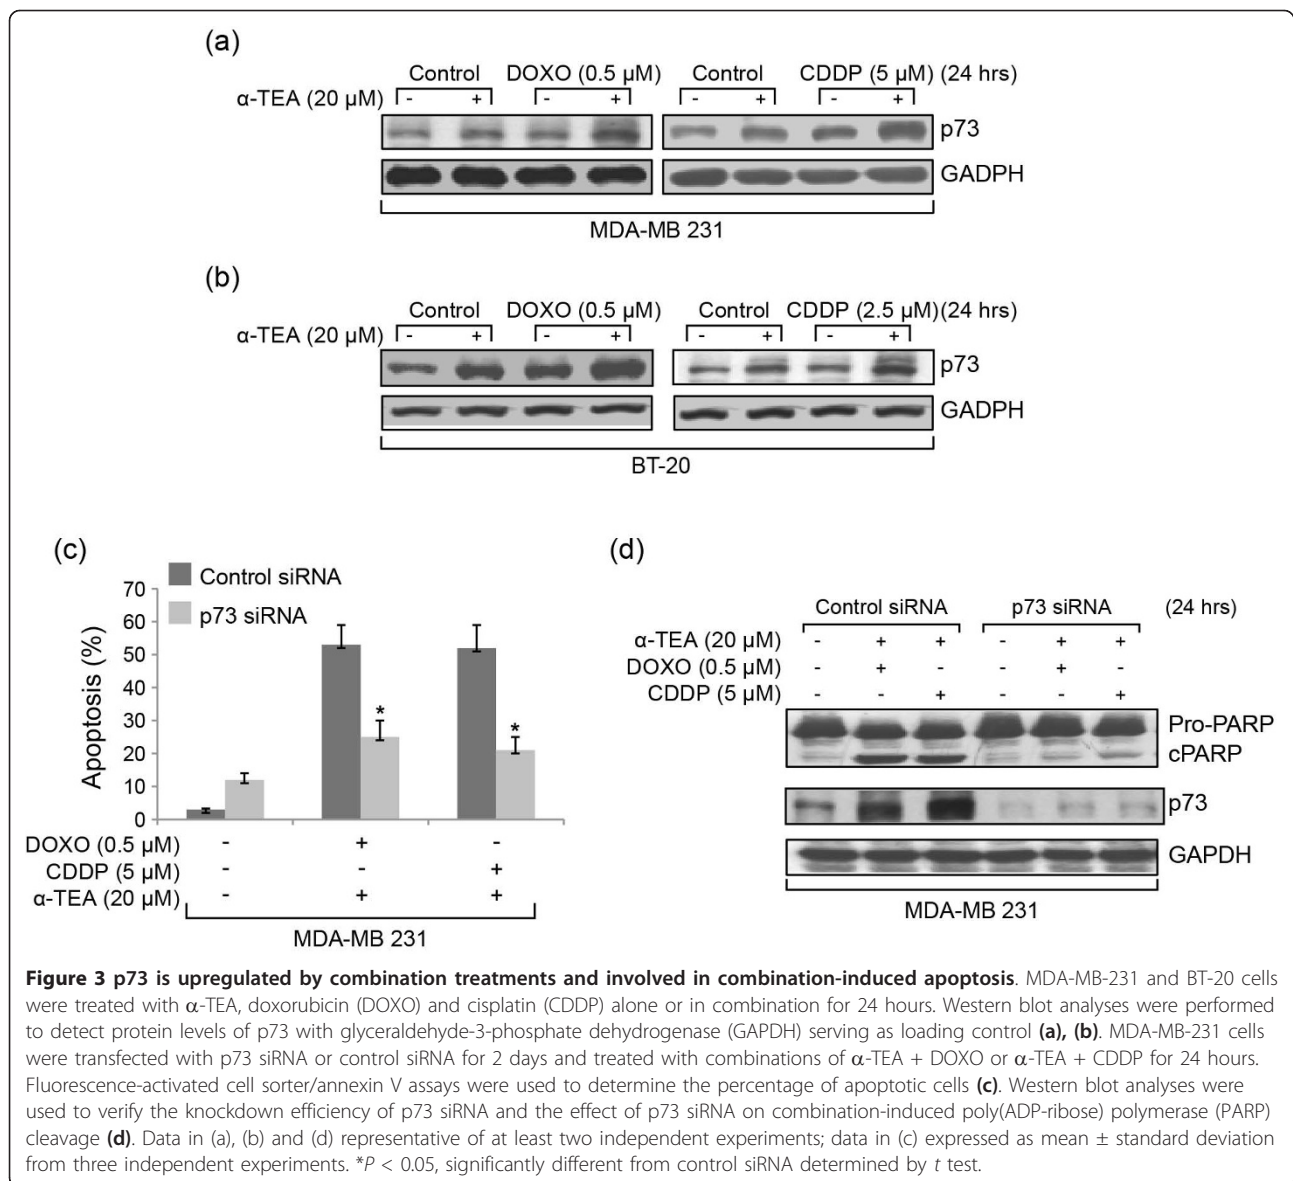 (a)
Control DOXO (0.5 µM) Control CDDP (5 µM) (24 hrs)
α-TEA (20 µM) - + - + - + - +
p73
GADPH
MDA-MB 231
(b)
Control DOXO (0.5 µM) Control CDDP (2.5 µM)(24 hrs)
α-TEA (20 µM) - + - + - + - +
p73
GADPH
BT-20
(c)
Control siRNA
p73 siRNA
Apoptosis (%)
70
60
50
40
30
20
10
0
*
*
DOXO (0.5 µM) - + -
CDDP (5 µM) - - +
α-TEA (20 µM) - + +
MDA-MB 231
(d)
Control siRNA p73 siRNA (24 hrs)
α-TEA (20 µM) - + + - + +
DOXO (0.5 µM) - + - - + -
CDDP (5 µM) - - + - - +
Pro-PARP
cPARP
p73
GAPDH
MDA-MB 231
Figure 3 p73 is upregulated by combination treatments and involved in combination-induced apoptosis. MDA-MB-231 and BT-20 cells
were treated with α-TEA, doxorubicin (DOXO) and cisplatin (CDDP) alone or in combination for 24 hours. Western blot analyses were performed
to detect protein levels of p73 with glyceraldehyde-3-phosphate dehydrogenase (GAPDH) serving as loading control (a), (b). MDA-MB-231 cells
were transfected with p73 siRNA or control siRNA for 2 days and treated with combinations of α-TEA + DOXO or α-TEA + CDDP for 24 hours.
Fluorescence-activated cell sorter/annexin V assays were used to determine the percentage of apoptotic cells (c). Western blot analyses were
used to verify the knockdown efficiency of p73 siRNA and the effect of p73 siRNA on combination-induced poly(ADP-ribose) polymerase (PARP)
cleavage (d). Data in (a), (b) and (d) representative of at least two independent experiments; data in (c) expressed as mean ± standard deviation
from three independent experiments. *P < 0.05, significantly different from control siRNA determined by t test.